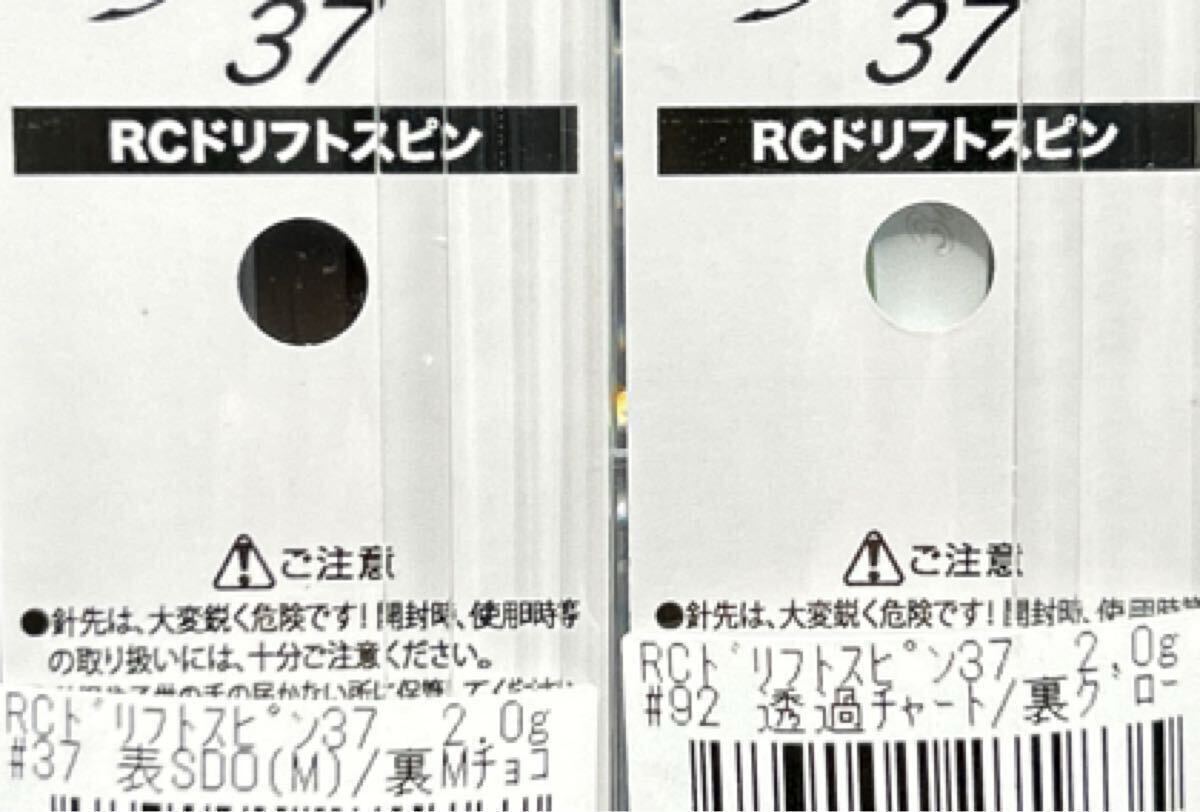 37
RCドリフトスピン
ご注意
●針先は、大変鋭く危険です!開封時、使用時等
の取り扱いには、十分ご注意ください。
RCドリフトスピン37 2.0g
#37 表SDO(M)/裏Mチョコ
37
RCドリフトスピン
ご注意
●針先は、大変鋭く危険です!開封時、使用時等
RCドリフトスピン37 2.0g
#92 透過チャート/裏グロー